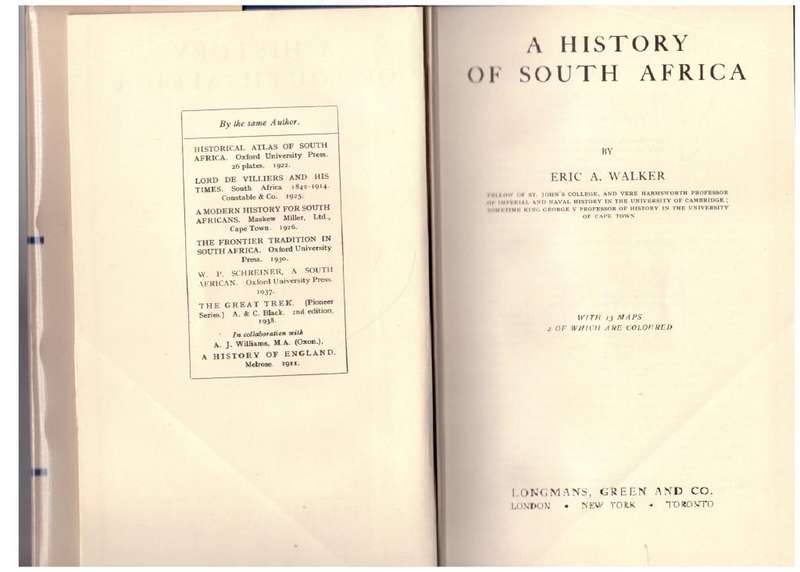 By the same Author.
HISTORICAL ATLAS OF SOUTH
AFRICA. Oxford University Press.
26 plates. 1922.
LORD DE VILLIERS AND HIS
TIMES. South Africa 1842-1914.
Constable & Co. 1925.
A MODERN HISTORY FOR SOUTH
AFRICANS. Maskew Miller, Ltd.,
Cape Town. 1926.
THE FRONTIER TRADITION IN
SOUTH AFRICA. Oxford University
Press. 1930.
W. P. SCHREINER, A SOUTH
AFRICAN. Oxford University Press
1937.
THE GREAT TREK. (Pioneer
Series.) A. & C. Black. 2nd edition,
1938.
In collaboration with
A. J. Williams, M.A. (Oxon.),
A HISTORY OF ENGLAND.
Melrose. 1911.
A HISTORY
OF SOUTH AFRICA
BY
ERIC A. WALKER
FELLOW OF ST. JOHN'S COLLEGE, AND VERE HARMSWORTH PROFESSOR
OF IMPERIAL AND NAVAL HISTORY IN THE UNIVERSITY OF CAMBRIDGE;
SOMETIME KING GEORGE V PROFESSOR OF HISTORY IN THE UNIVERSITY
OF CAPE TOWN
WITH 13 MAPS
2 OF WHICH ARE COLOURED
LONGMANS, GREEN AND CO.
LONDON • NEW YORK • TORONTO